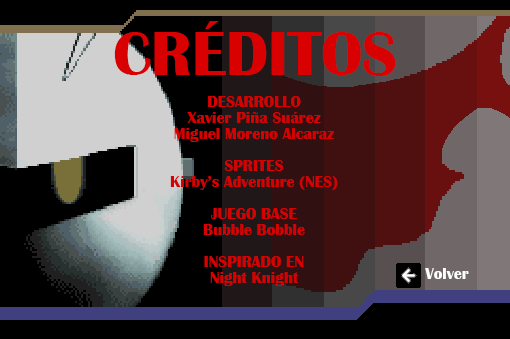 CRÉDITOS
DESARROLLO
Xavier Piña Suárez
Miguel Moreno Alcaraz
SPRITES
Kirby's Adventure (NES)
JUEGO BASE
Bubble Bobble
INSPIRADO EN
Night Knight
Volver